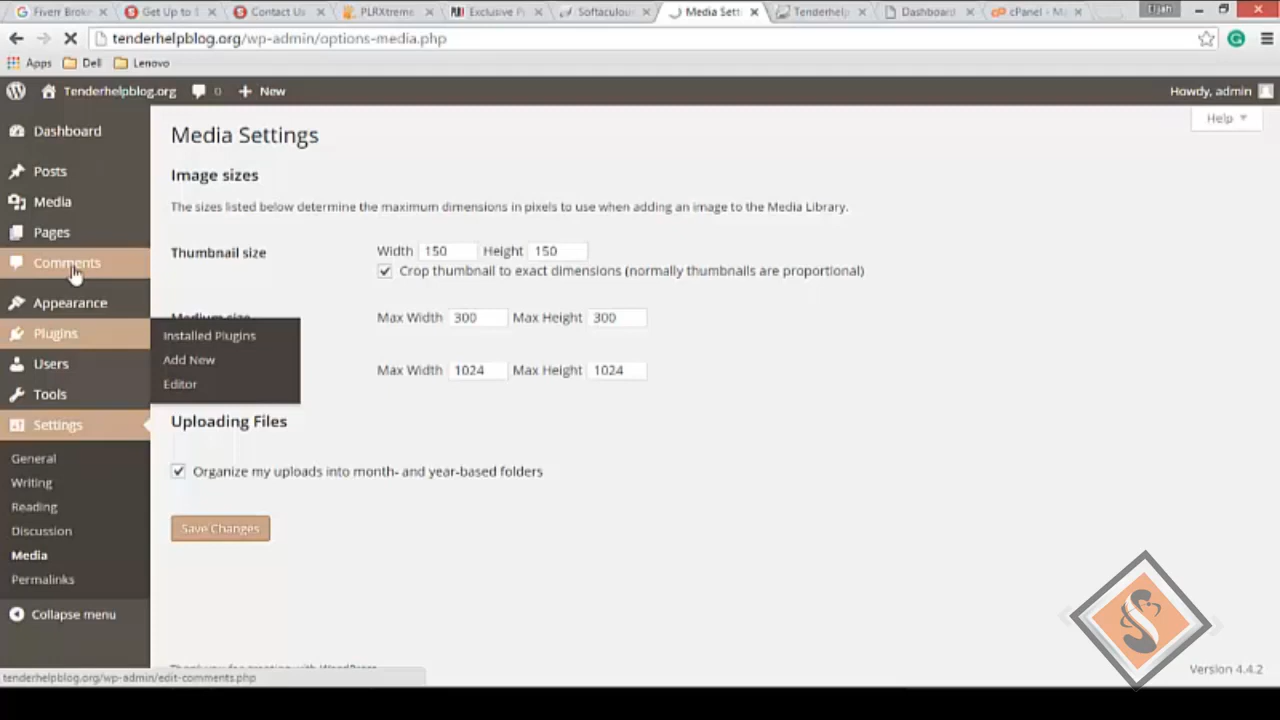 Fiverr Brok
Get Up to
Contact Us
PLRXtreme
Exclusive P
Softaculou
Media Sett
Tenderhelp
Dashboard
cPanel - M
Elijah
tenderhelpblog.org/wp-admin/options-media.php
Apps Dell Lenovo
Tenderhelpblog.org 0 New
Howdy, admin
Help
Dashboard
Posts
Media
Pages
Comments
Appearance
Plugins
Users
Tools
Settings
General
Writing
Reading
Discussion
Media
Permalinks
Collapse menu
Installed Plugins
Add New
Editor
Media Settings
Image sizes
The sizes listed below determine the maximum dimensions in pixels to use when adding an image to the Media Library.
Thumbnail size Width 150 Height 150
Crop thumbnail to exact dimensions (normally thumbnails are proportional)
Medium size Max Width 300 Max Height 300
Max Width 1024 Max Height 1024
Uploading Files
Organize my uploads into month- and year-based folders
Save Changes
tenderhelpblog.org/wp-admin/edit-comments.php
Version 4.4.2